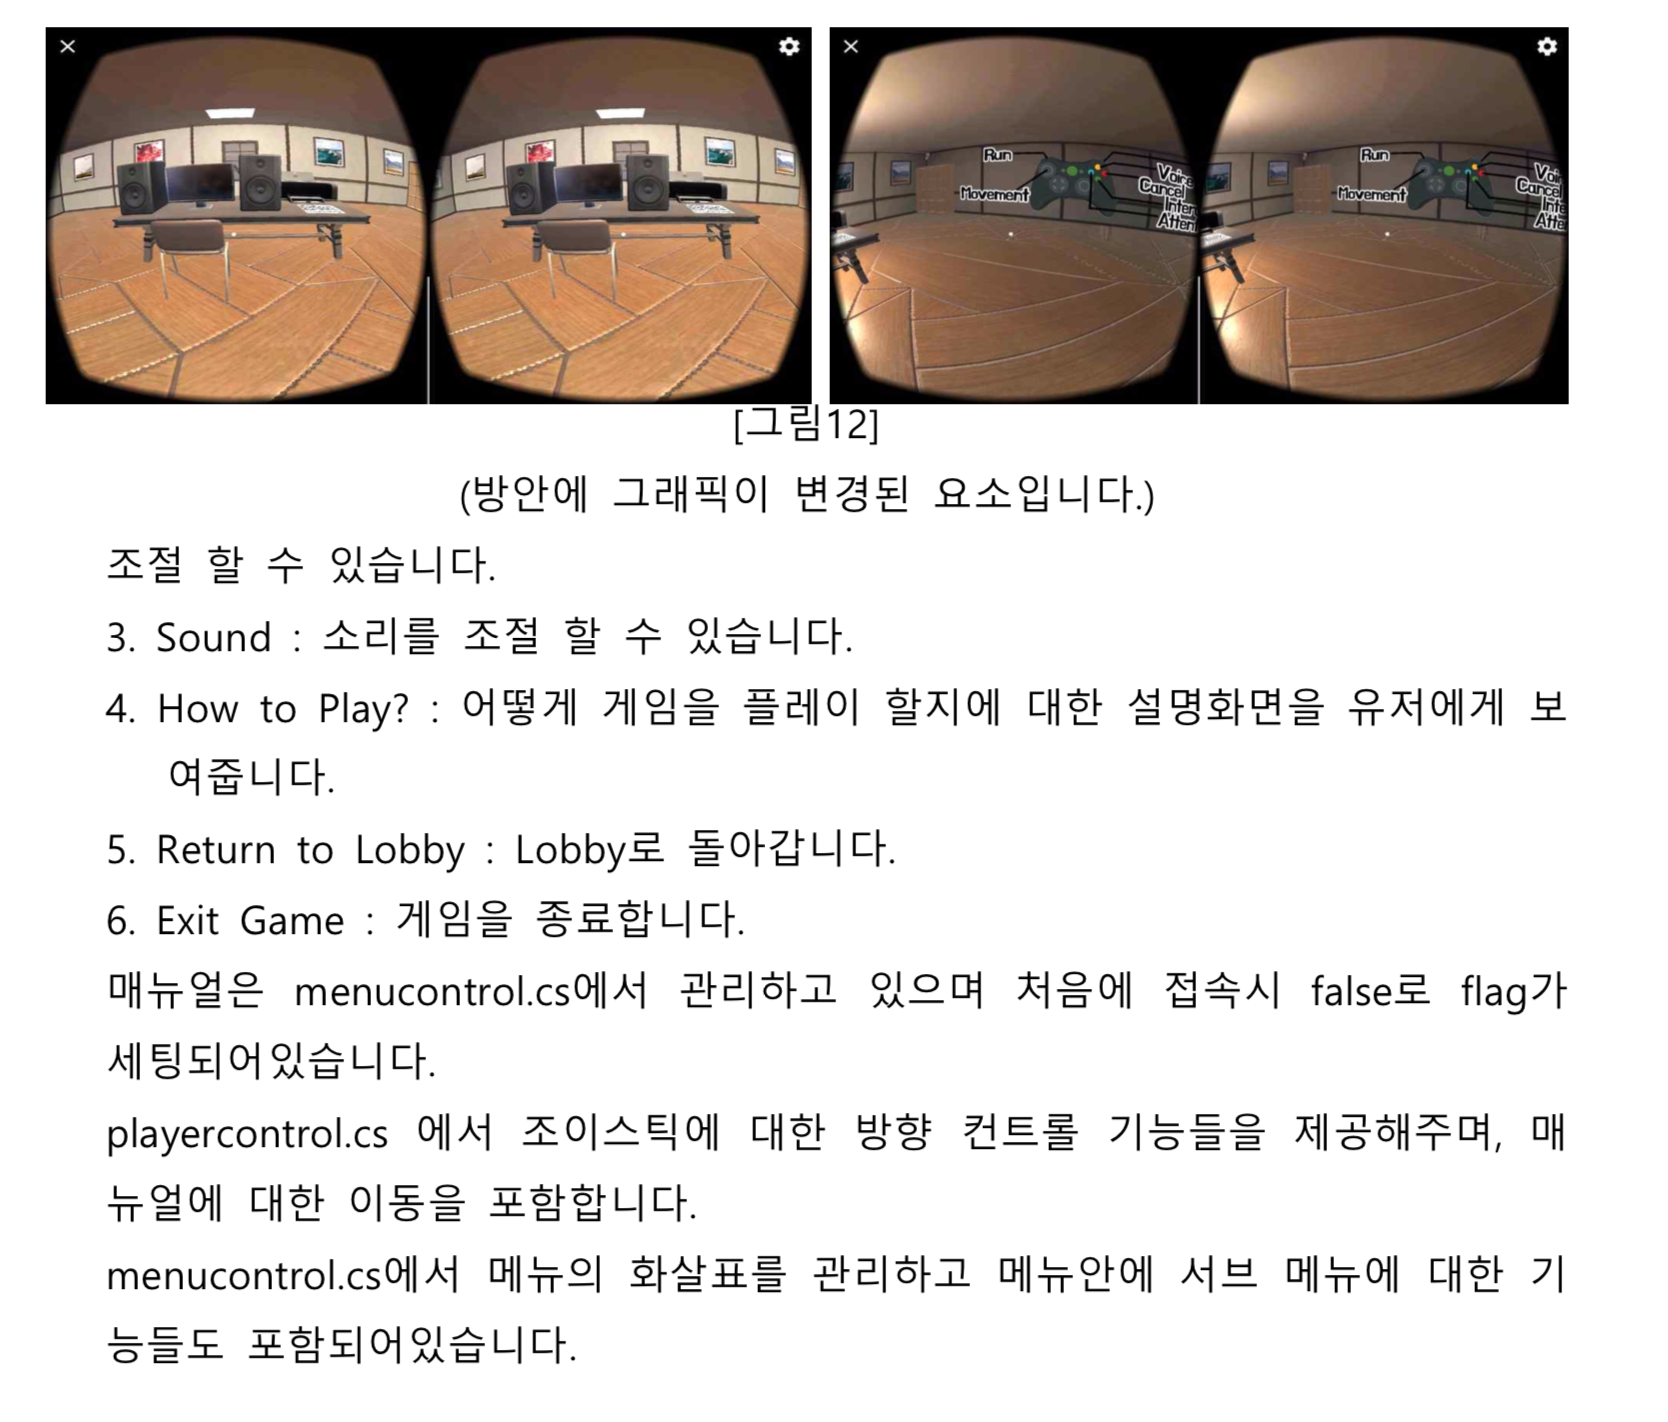 Run
Movement
Voice
Cancel
Run
Movement
Cancel
[그림12]
(방안에 그래픽이 변경된 요소입니다.)
조절 할 수 있습니다.
3. Sound : 소리를 조절 할 수 있습니다.
4. How to Play? : 어떻게 게임을 플레이 할지에 대한 설명화면을 유저에게 보
여줍니다.
5. Return to Lobby : Lobby로 돌아갑니다.
6. Exit Game : 게임을 종료합니다.
매뉴얼은 menucontrol.cs에서 관리하고 있으며 처음에 접속시 false로 flag가
세팅되어있습니다.
playercontrol.cs 에서 조이스틱에 대한 방향 컨트롤 기능들을 제공해주며, 매
뉴얼에 대한 이동을 포함합니다.
menucontrol.cs에서 메뉴의 화살표를 관리하고 메뉴안에 서브 메뉴에 대한 기
능들도 포함되어있습니다.